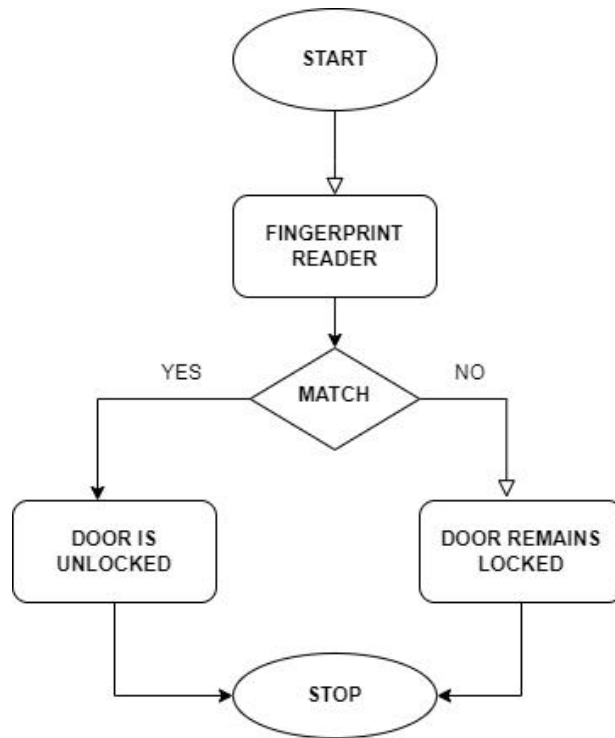 START
FINGERPRINT
READER
YES
NO
MATCH
DOOR IS
UNLOCKED
DOOR REMAINS
LOCKED
STOP